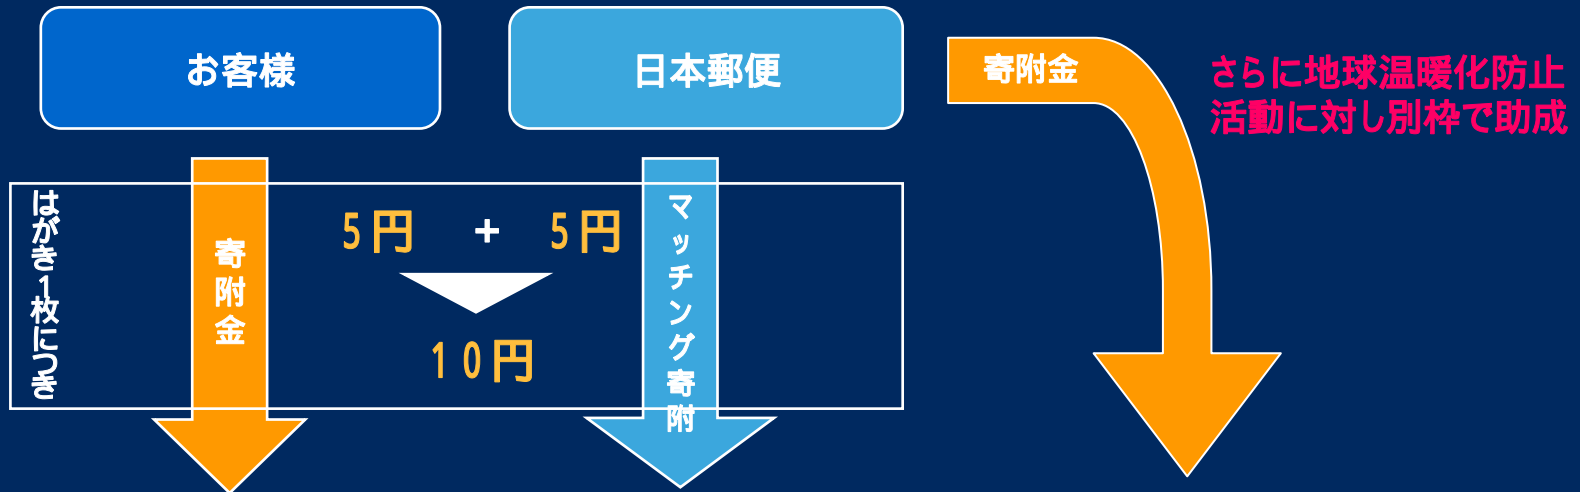 お客様
日本郵便
寄附金
さらに地球温暖化防止
活動に対し別枠で助成
はがき１枚につき
寄附金
５円 + ５円
１０円
マッチング寄附